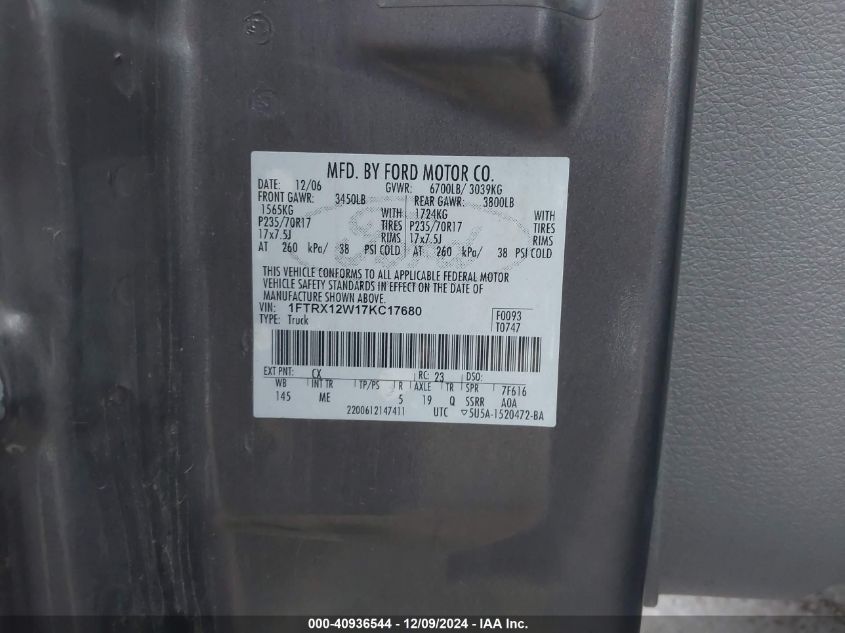 MFD. BY FORD MOTOR CO.
DATE: 12/06 GVWR: 6700LB/ 3039KG
FRONT GAWR: 3450LB REAR GAWR: 3800LB
1565KG WITH 1724KG WITH
P235/70R17 TIRES P235/70R17 TIRES
17x7.5J RIMS 17x7.5J RIMS
AT 260 kPa/ 38 PSI COLD AT 260 kPa/ 38 PSI COLD
THIS VEHICLE CONFORMS TO ALL APPLICABLE FEDERAL MOTOR
VEHICLE SAFETY STANDARDS IN EFFECT ON THE DATE OF
MANUFACTURE SHOWN ABOVE.
VIN: 1FTRX12W17KC17680 F0093
TYPE: Truck T0747
EXT PNT: CX RC: 23 DSO:
WB INT TR TP/PS R AXLE TR SPR 7F616
145 ME 5 19 Q SSRR A0A
2200612147411 UTC ▽5U5A-1520472-BA
000-40936544 - 12/09/2024 - IAA Inc.